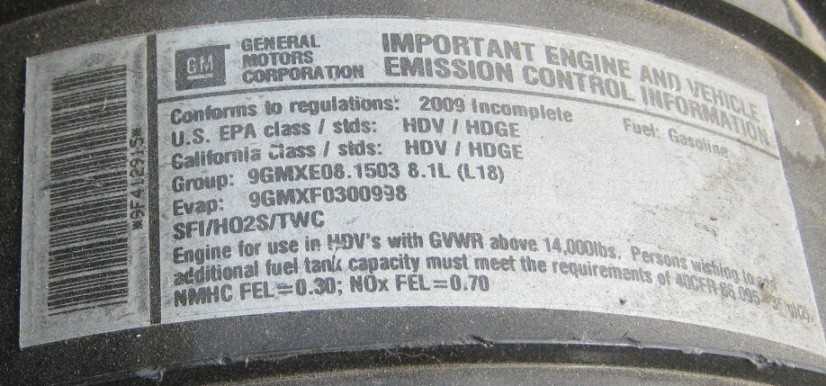 *9F412915*
GM
GENERAL
MOTORS
CORPORATION
IMPORTANT ENGINE AND VEHICLE
EMISSION CONTROL INFORMATION
Conforms to regulations: 2009 Incomplete
Fuel: Gasoline
U.S. EPA class / stds: HDV / HDGE
California class / stds: HDV / HDGE
Group: 9GMXE08.1503 8.1L (L18)
Evap: 9GMXF0300998
SFI/HO2S/TWC
Engine for use in HDV's with GVWR above 14,000lbs. Persons wishing to add
additional fuel tank capacity must meet the requirements of 40CFR
NMHC FEL=0.30; NOx FEL=0.70